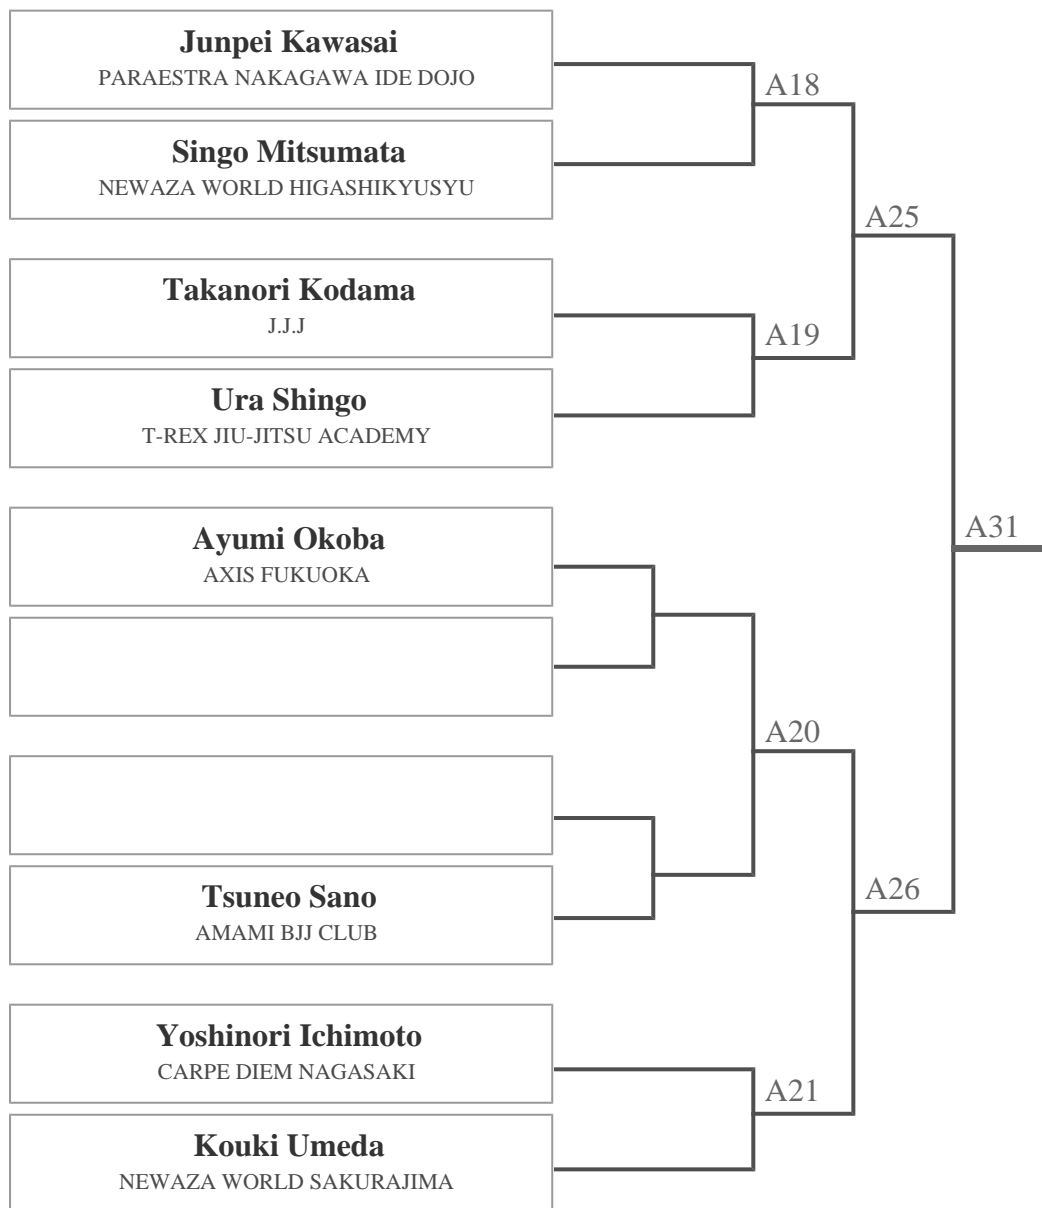 Junpei Kawasai
PARAESTRA NAKAGAWA IDE DOJO
A18
Singo Mitsumata
NEWAZA WORLD HIGASHIKYUSYU
A25
Takanori Kodama
J.J.J
A19
Ura Shingo
T-REX JIU-JITSU ACADEMY
A31
Ayumi Okoba
AXIS FUKUOKA
A20
Tsuneo Sano
AMAMI BJJ CLUB
A26
Yoshinori Ichimoto
CARPE DIEM NAGASAKI
A21
Kouki Umeda
NEWAZA WORLD SAKURAJIMA